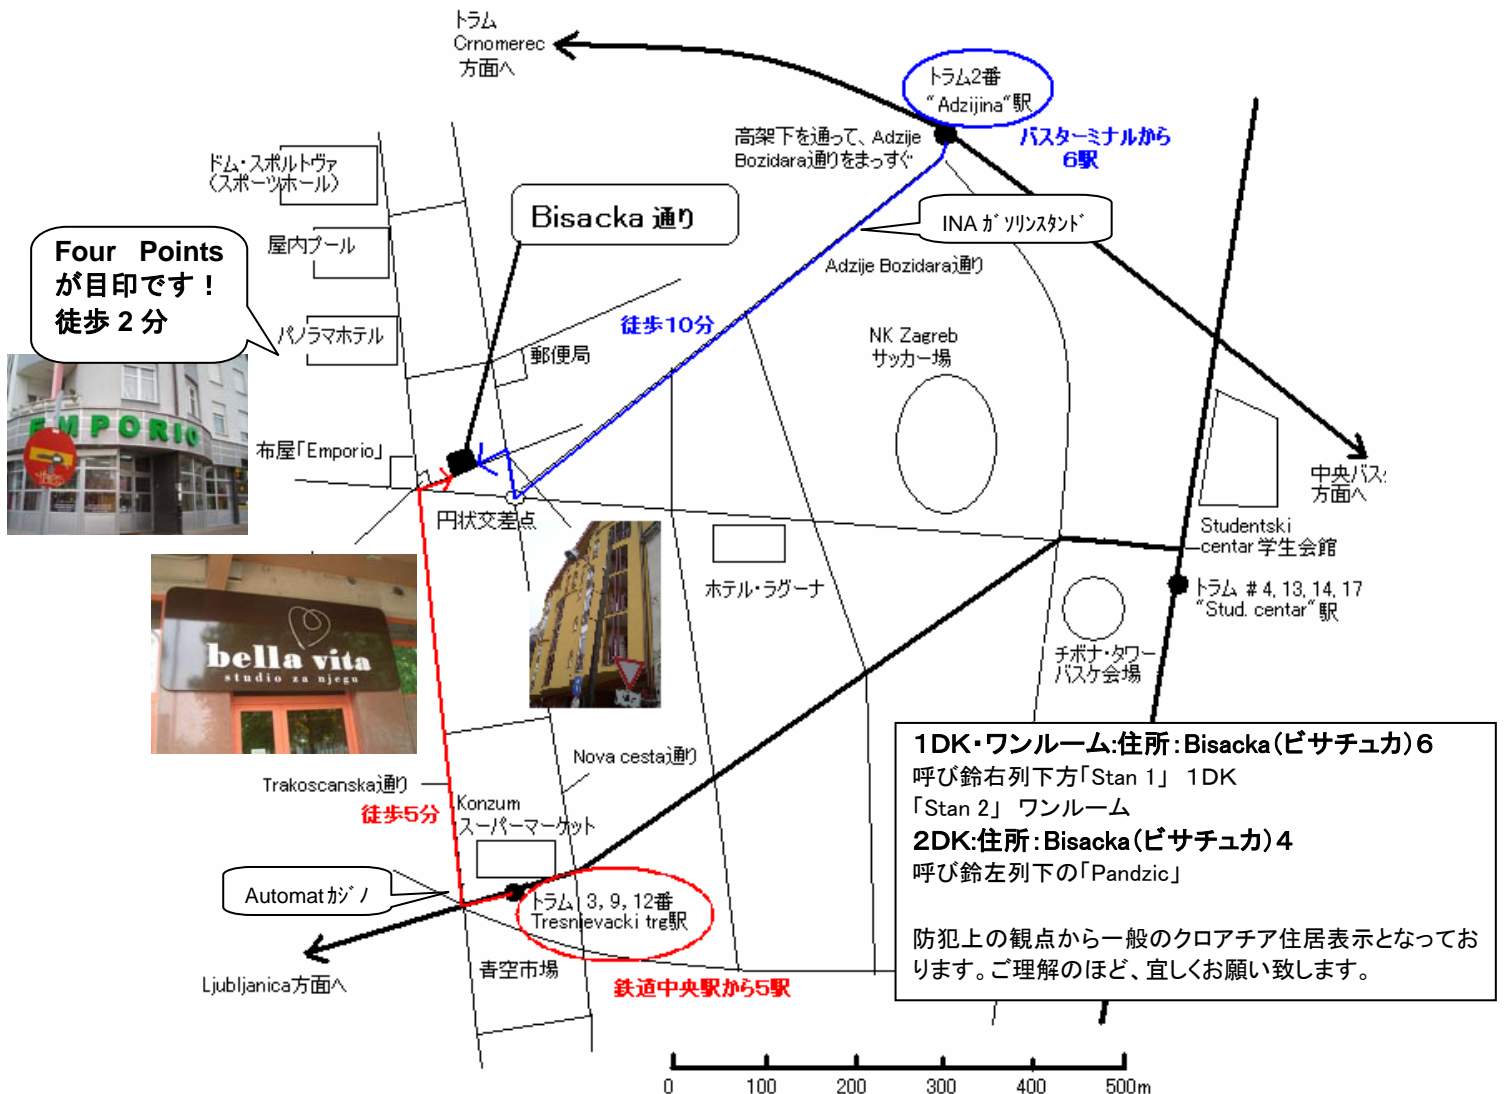 トラム
Crnomerec
方面へ
トラム2番
“Adzijina“駅
バスターミナルから
6駅
高架下を通って、Adzije
Bozidara通りをまっすぐ
ドム・スポルトヴァ
(スポーツホール)
Bisacka 通り
INA ガソリンスタンド
屋内プール
Four Points
が目印です！
徒歩 2 分
Adzije Bozidara通り
徒歩10分
パノラマホテル
郵便局
NK Zagreb
サッカー場
EMPORIO
布屋「Emporio」
中央バス
方面へ
円状交差点
Studentski
centar 学生会館
ホテル・ラグーナ
トラム #4, 13, 14, 17
“Stud. centar“駅
bella vita
studio za njegu
チボナ・タワー
バスケ会場
Nova cesta通り
Trakoscanska通り
徒歩5分
Konzum
スーパーマーケット
Automat カジノ
トラム 3, 9, 12番
Tresnjevacki trg駅
青空市場
Ljubljanica方面へ
鉄道中央駅から5駅
1DK・ワンルーム:住所：Bisacka(ビサチュカ)6
呼び鈴右列下方「Stan 1」 1DK
「Stan 2」 ワンルーム
2DK:住所：Bisacka(ビサチュカ)4
呼び鈴左列下の「Pandzic」
防犯上の観点から一般のクロアチア住居表示となってお
ります。ご理解のほど、宜しくお願い致します。
0 100 200 300 400 500m